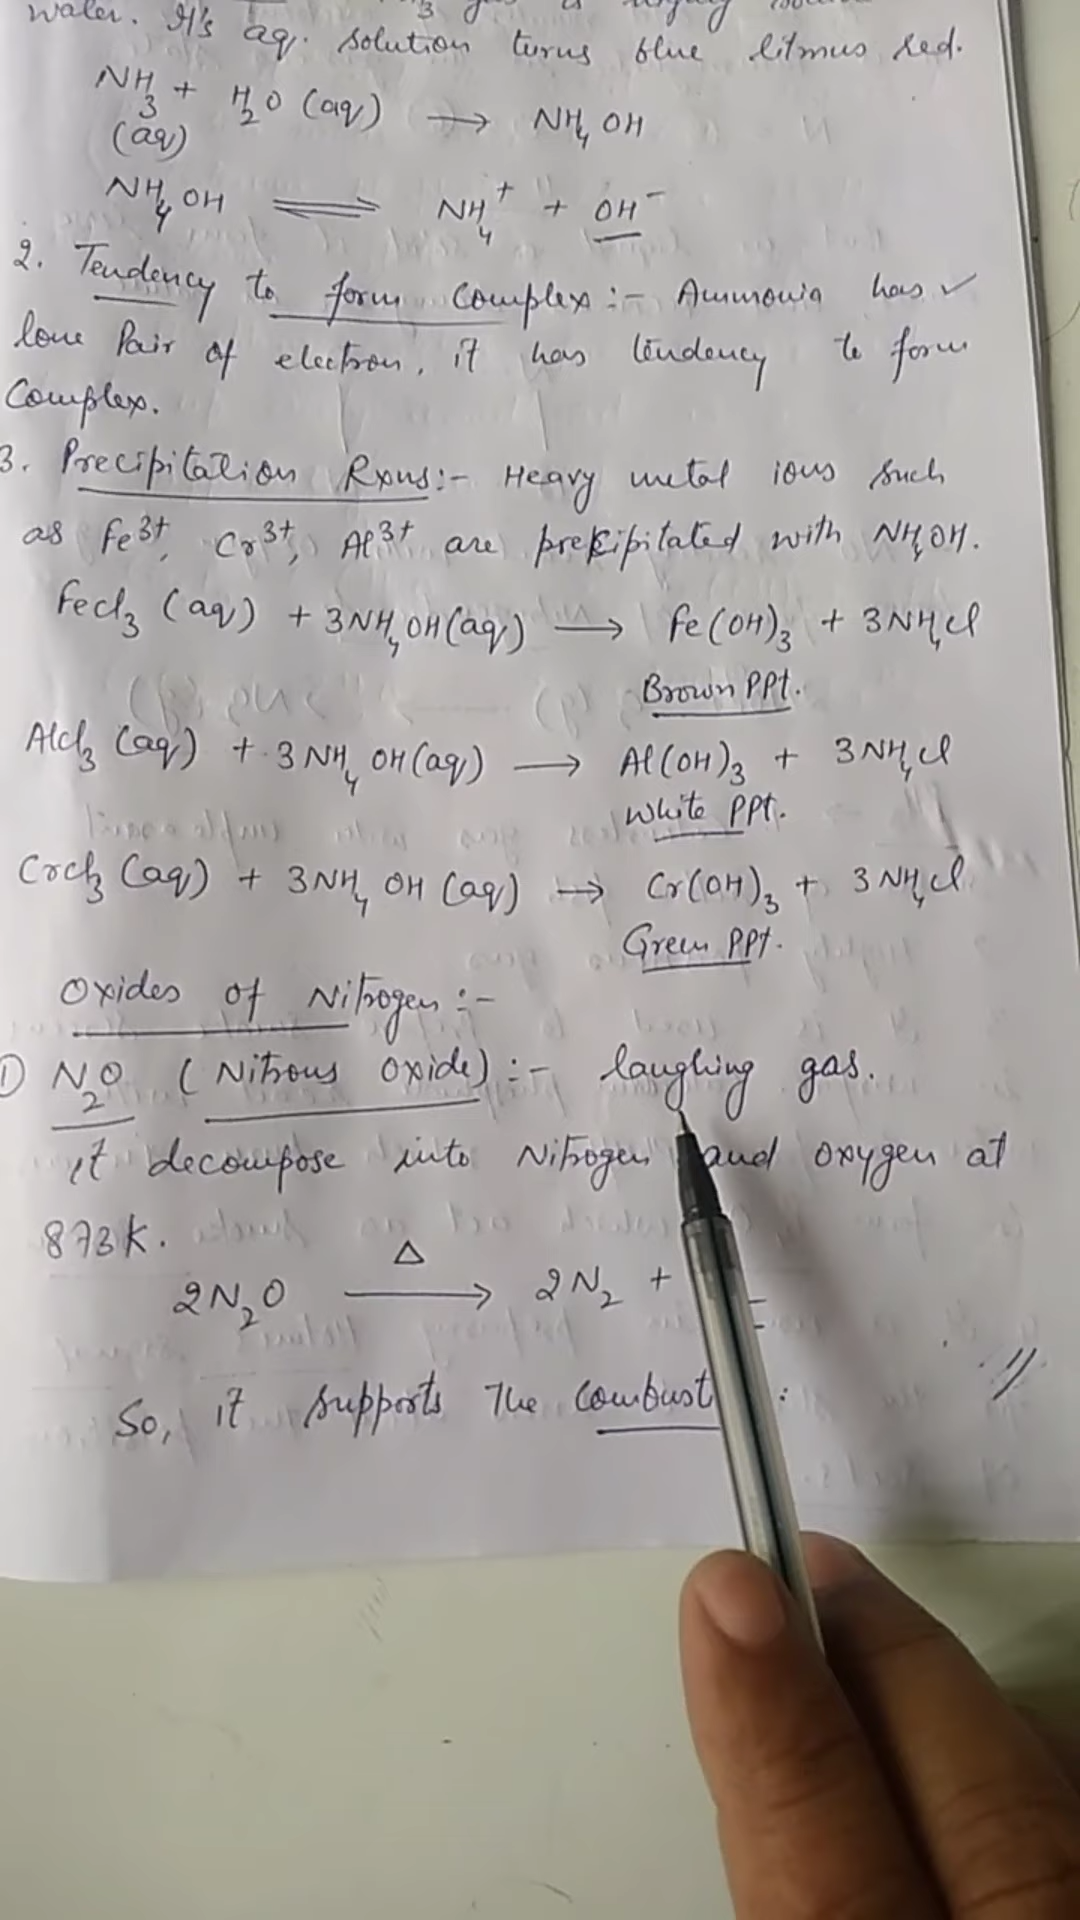 water. It's aq. solution turns blue litmus red.
NH3 + H2O (aq) → NH4OH
(aq)
NH4OH ⇌ NH4+ + OH-
2. Tendency to form complex :- Ammonia has ✓
lone Pair of electron, it has tendency to form
Complex.
3. Precipitation Rxns:- Heavy metal ions such
as Fe3+, Cr3+, Al3+ are precipitated with NH4OH.
FeCl3 (aq) + 3NH4OH(aq) → Fe(OH)3 + 3NH4Cl
Brown PPt.
AlCl3 (aq) + 3NH4OH(aq) → Al(OH)3 + 3NH4Cl
White PPt.
CrCl3 (aq) + 3NH4OH (aq) → Cr(OH)3 + 3NH4Cl
Green PPt.
Oxides of Nitrogen :-
① N2O (Nitrous Oxide) :- laughing gas.
it decompose into Nitrogen and oxygen at
873K.
Δ
2N2O → 2N2 +
So, it supports The Combust